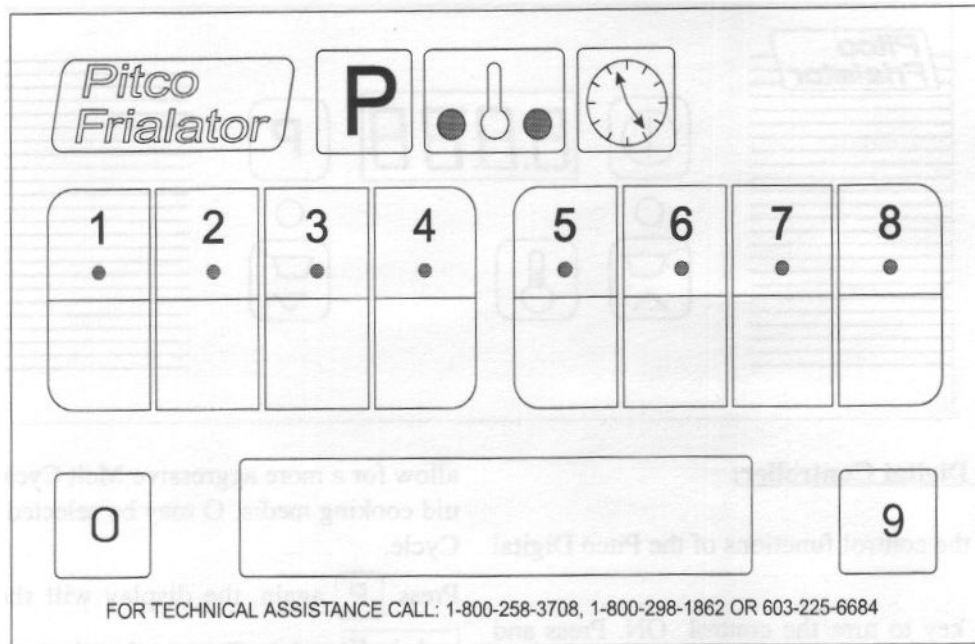 Pitco
Frialator
P
1 2 3 4 5 6 7 8
0 9
FOR TECHNICAL ASSISTANCE CALL: 1-800-258-3708, 1-800-298-1862 OR 603-225-6684
Digital Controller:
the control functions of the Pitco Digital
key to turn the control ON. Press and
allow for a more aggressive Melt Cyc
uid cooking media, O may be selected
Cycle.
Press P again, the display will sh